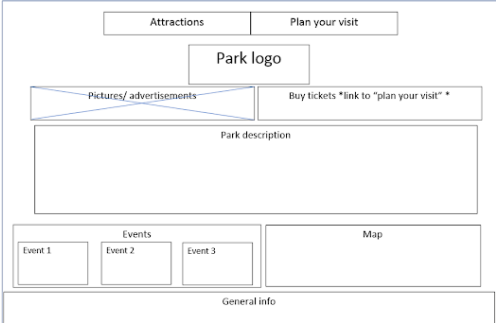 Attractions
Plan your visit
Park logo
Pictures/ advertisements
Buy tickets *link to “plan your visit” *
Park description
Events
Event 1
Event 2
Event 3
Map
General info